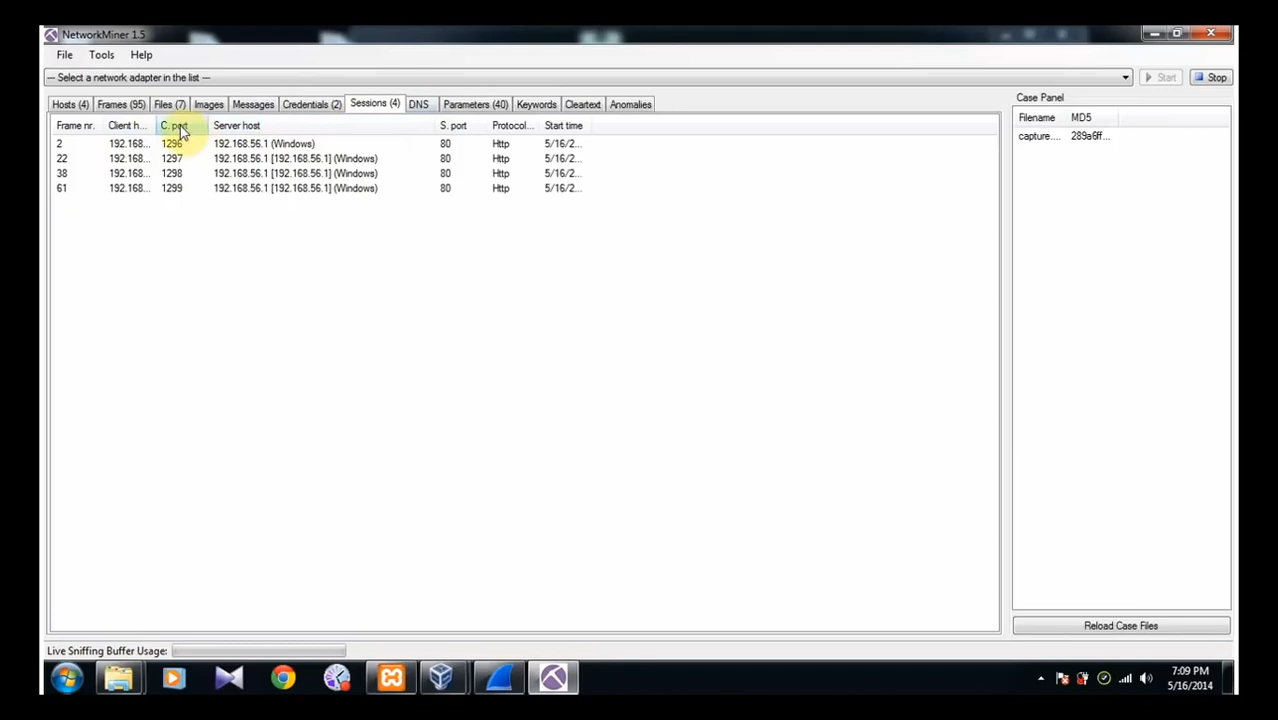 NetworkMiner 1.5
File Tools Help
--- Select a network adapter in the list ---
Start Stop
Hosts (4) Frames (95) Files (7) Images Messages Credentials (2) Sessions (4) DNS Parameters (40) Keywords Cleartext Anomalies
Case Panel
Filename MD5
capture.... 289a6ff...
Frame nr. Client h... C. port Server host S. port Protocol... Start time
2 192.168... 1296 192.168.56.1 (Windows) 80 Http 5/16/2...
22 192.168... 1297 192.168.56.1 [192.168.56.1] (Windows) 80 Http 5/16/2...
38 192.168... 1298 192.168.56.1 [192.168.56.1] (Windows) 80 Http 5/16/2...
61 192.168... 1299 192.168.56.1 [192.168.56.1] (Windows) 80 Http 5/16/2...
Reload Case Files
Live Sniffing Buffer Usage:
7:09 PM
5/16/2014